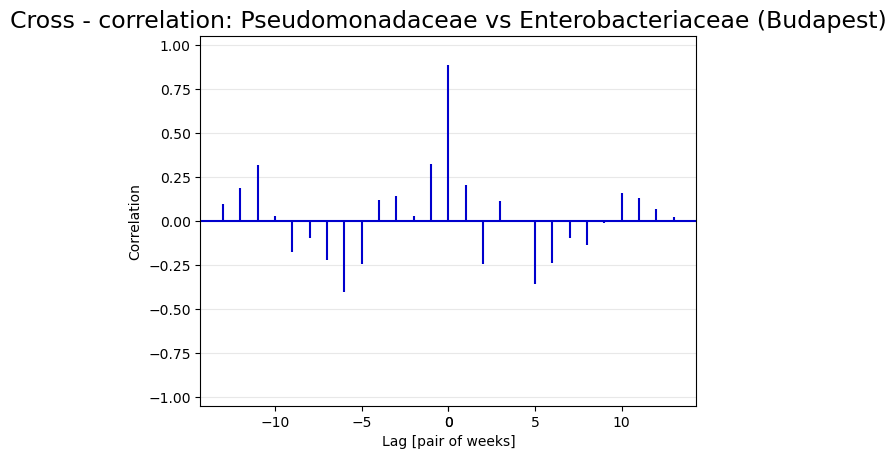 Cross - correlation: Pseudomonadaceae vs Enterobacteriaceae (Budapest)
1.00
0.75
0.50
0.25
0.00
−0.25
−0.50
−0.75
−1.00
Correlation
−10 −5 0 5 10
Lag [pair of weeks]